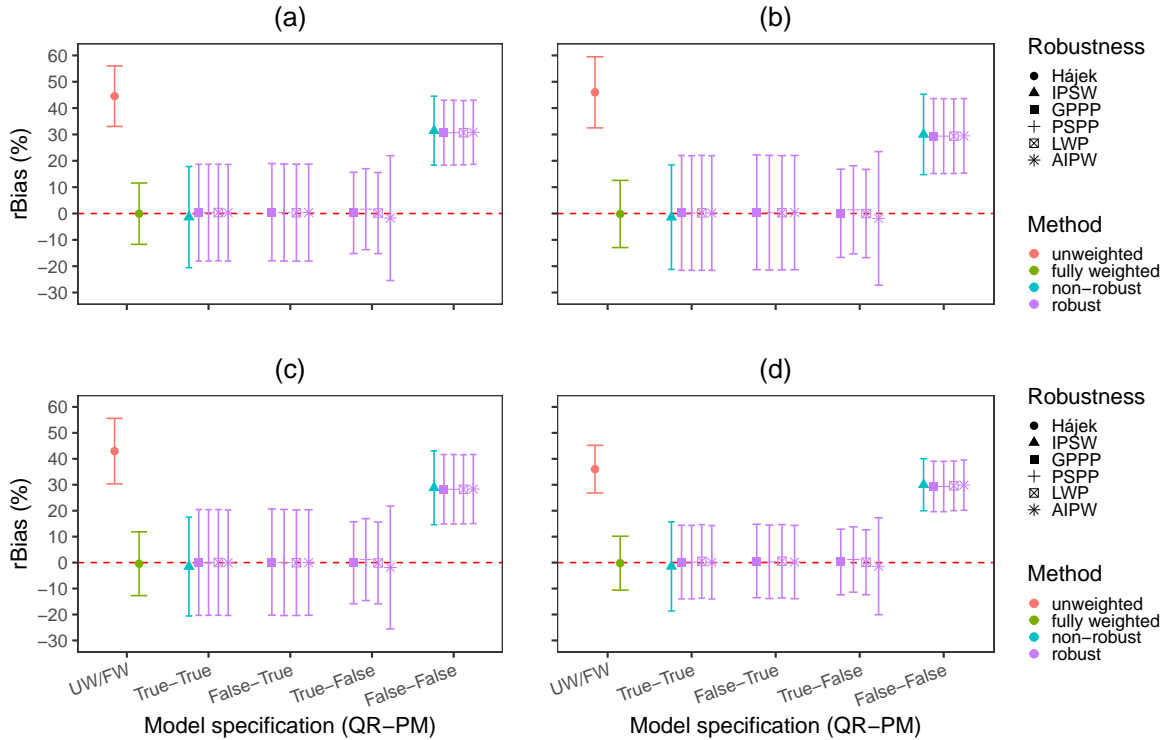 (a)
(b)
rBias (%)
60
50
40
30
20
10
0
−10
−20
−30
Robustness
Hájek
IPSW
GPPP
PSPP
LWP
AIPW
Method
unweighted
fully weighted
non−robust
robust
(c)
(d)
rBias (%)
60
50
40
30
20
10
0
−10
−20
−30
UW/FW
True−True
False−True
True−False
False−False
Model specification (QR−PM)
UW/FW
True−True
False−True
True−False
False−False
Model specification (QR−PM)
Robustness
Hájek
IPSW
GPPP
PSPP
LWP
AIPW
Method
unweighted
fully weighted
non−robust
robust